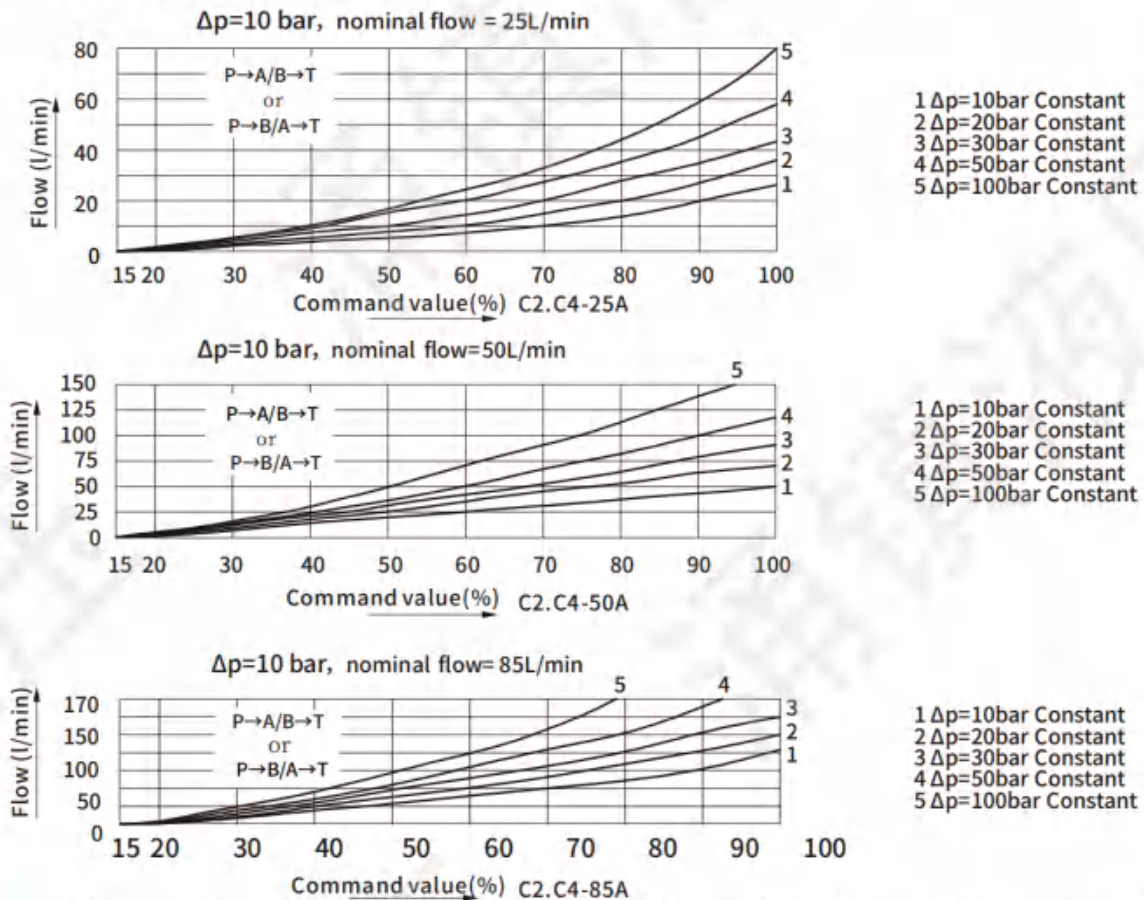 Δp=10 bar, nominal flow = 25L/min
Flow (l/min)
80
60
40
20
0
P→A/B→T
or
P→B/A→T
5
4
3
2
1
15 20 30 40 50 60 70 80 90 100
Command value(%) C2.C4-25A
1 Δp=10bar Constant
2 Δp=20bar Constant
3 Δp=30bar Constant
4 Δp=50bar Constant
5 Δp=100bar Constant
Δp=10 bar, nominal flow=50L/min
Flow (l/min)
150
125
100
75
50
25
0
P→A/B→T
or
P→B/A→T
5
4
3
2
1
15 20 30 40 50 60 70 80 90 100
Command value(%) C2.C4-50A
1 Δp=10bar Constant
2 Δp=20bar Constant
3 Δp=30bar Constant
4 Δp=50bar Constant
5 Δp=100bar Constant
Δp=10 bar, nominal flow= 85L/min
Flow (l/min)
170
150
100
50
0
P→A/B→T
or
P→B/A→T
5 4
3
2
1
15 20 30 40 50 60 70 80 90 100
Command value(%) C2.C4-85A
1 Δp=10bar Constant
2 Δp=20bar Constant
3 Δp=30bar Constant
4 Δp=50bar Constant
5 Δp=100bar Constant